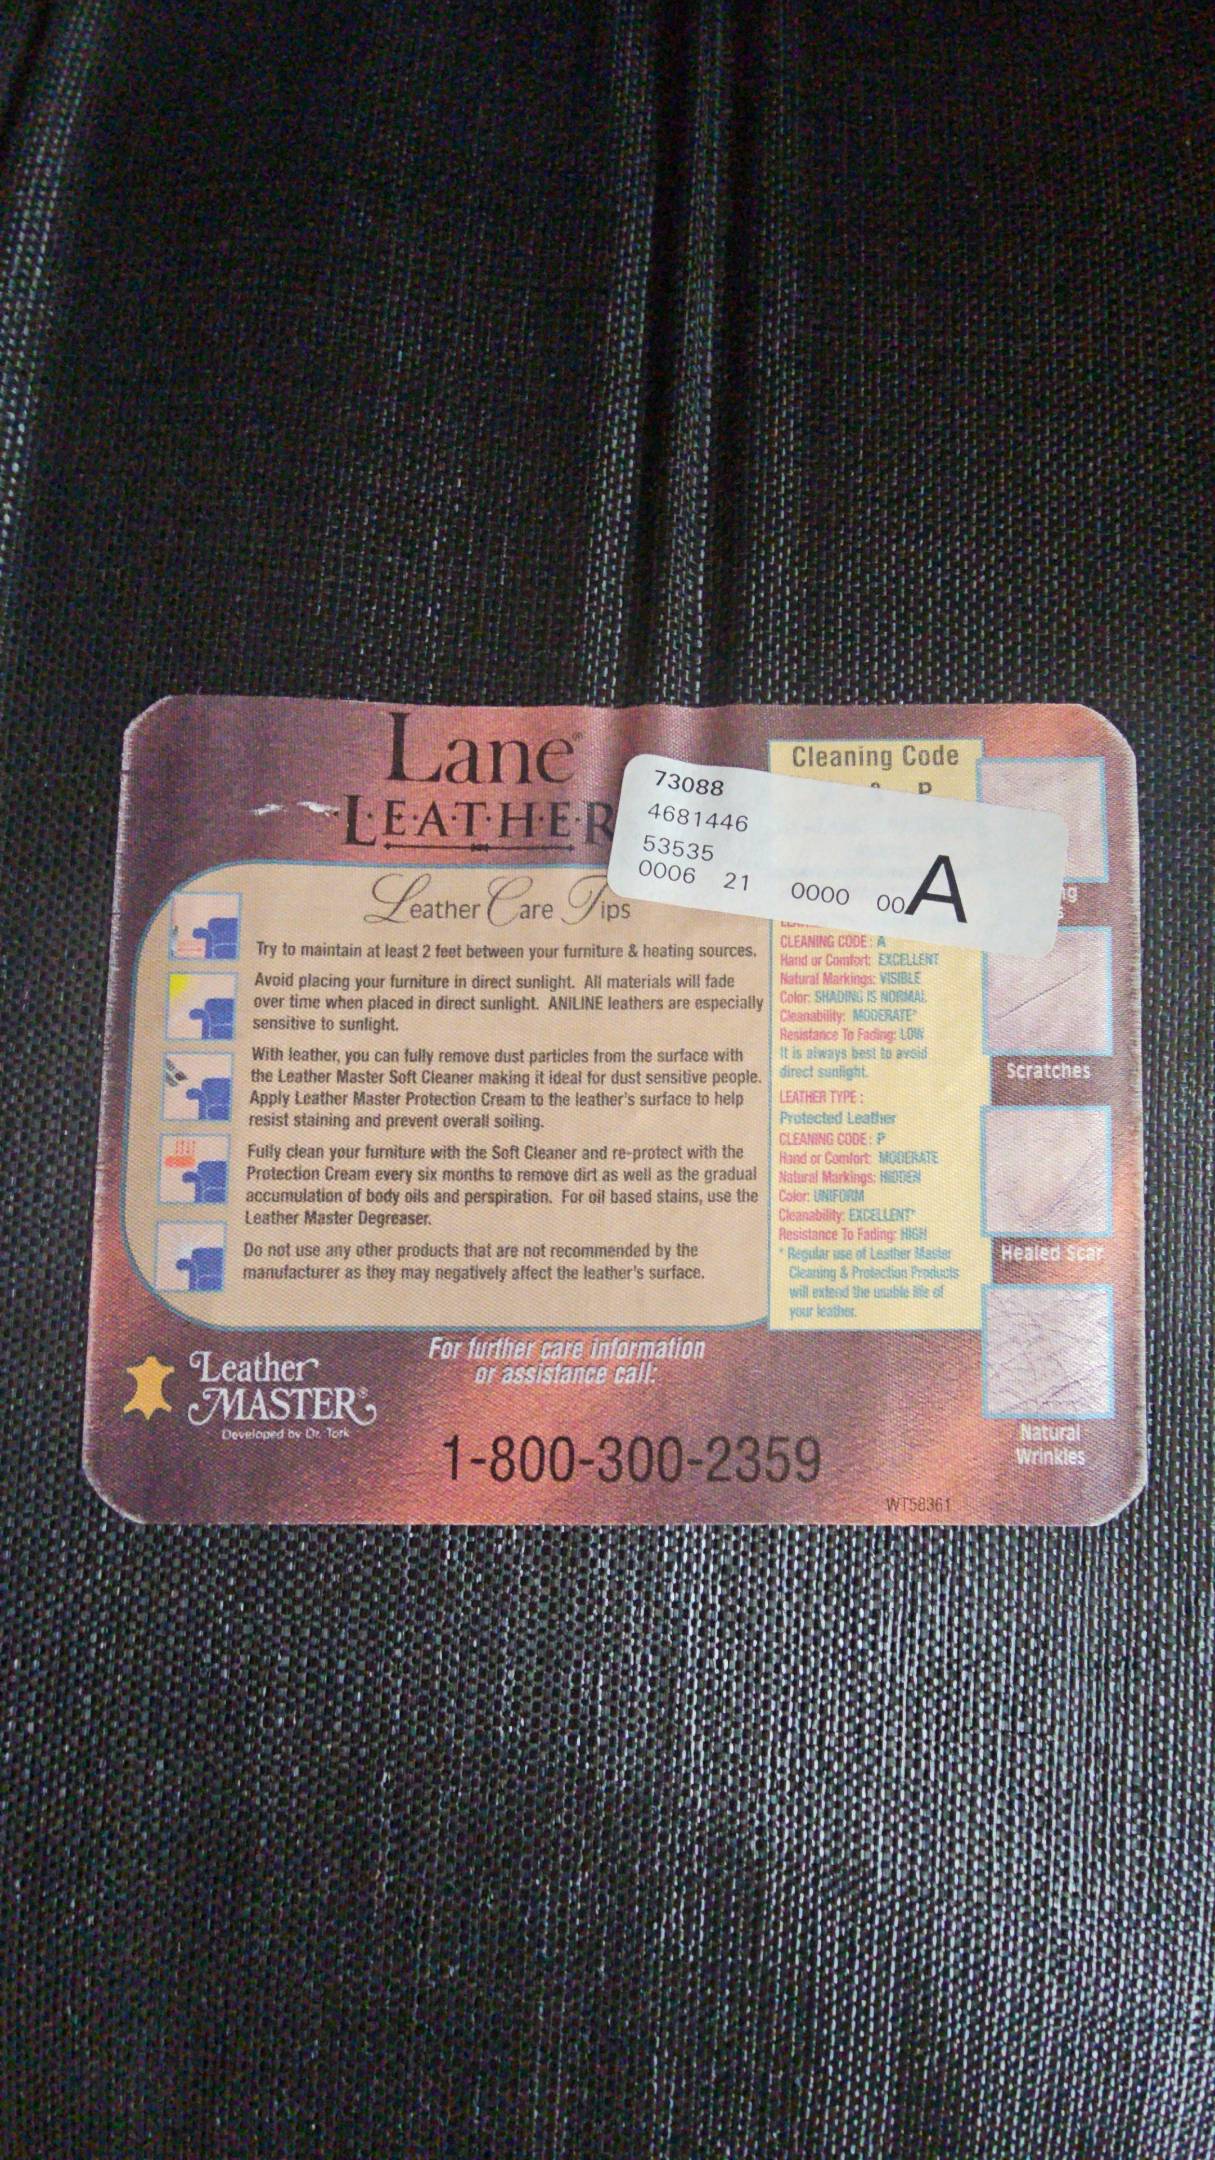 Lane®
LEATHER
Leather Care Tips
Try to maintain at least 2 feet between your furniture & heating sources.
Avoid placing your furniture in direct sunlight. All materials will fade
over time when placed in direct sunlight. ANILINE leathers are especially
sensitive to sunlight.
With leather, you can fully remove dust particles from the surface with
the Leather Master Soft Cleaner making it ideal for dust sensitive people.
Apply Leather Master Protection Cream to the leather's surface to help
resist staining and prevent overall soiling.
Fully clean your furniture with the Soft Cleaner and re-protect with the
Protection Cream every six months to remove dirt as well as the gradual
accumulation of body oils and perspiration. For oil based stains, use the
Leather Master Degreaser.
Do not use any other products that are not recommended by the
manufacturer as they may negatively affect the leather's surface.
73088
4681446
53535
0006 21 0000 00A
Cleaning Code
CLEANING CODE: A
Hand or Comfort: EXCELLENT
Natural Markings: VISIBLE
Color: SHADING IS NORMAL
Cleanability: MODERATE*
Resistance To Fading: LOW
It is always best to avoid
direct sunlight.
LEATHER TYPE:
Protected Leather
CLEANING CODE: P
Hand or Comfort: MODERATE
Natural Markings: HIDDEN
Color: UNIFORM
Cleanability: EXCELLENT*
Resistance To Fading: HIGH
* Regular use of Leather Master
Cleaning & Protection Products
will extend the usable life of
your leather.
Scratches
Healed Scar
Natural
Wrinkles
Leather
MASTER®
Developed by Dr. Tork
For further care information
or assistance call:
1-800-300-2359
WT58361